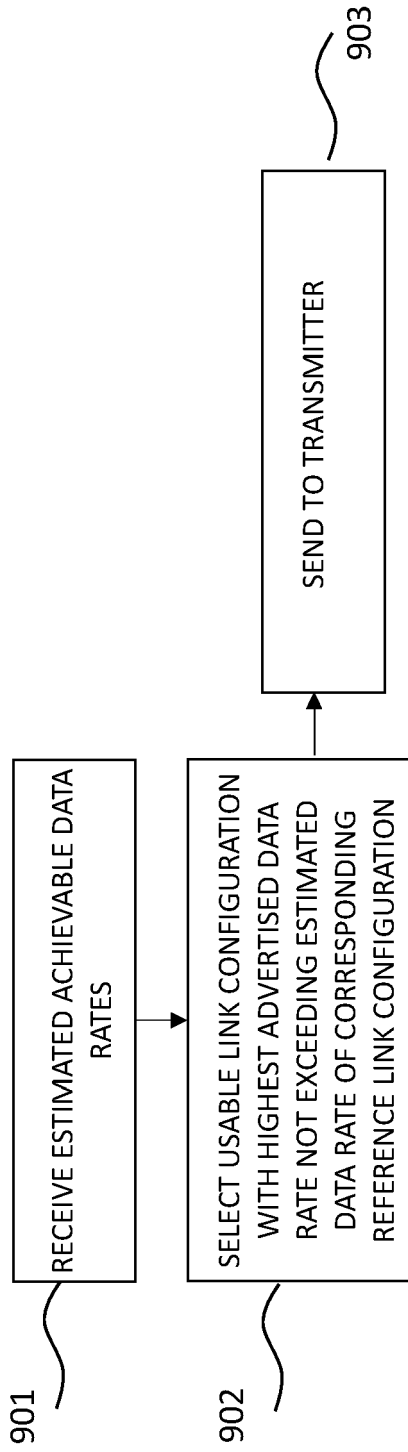 901
RECEIVE ESTIMATED ACHIEVABLE DATA
RATES
902
SELECT USABLE LINK CONFIGURATION
WITH HIGHEST ADVERTISED DATA
RATE NOT EXCEEDING ESTIMATED
DATA RATE OF CORRESPONDING
REFERENCE LINK CONFIGURATION
SEND TO TRANSMITTER
903